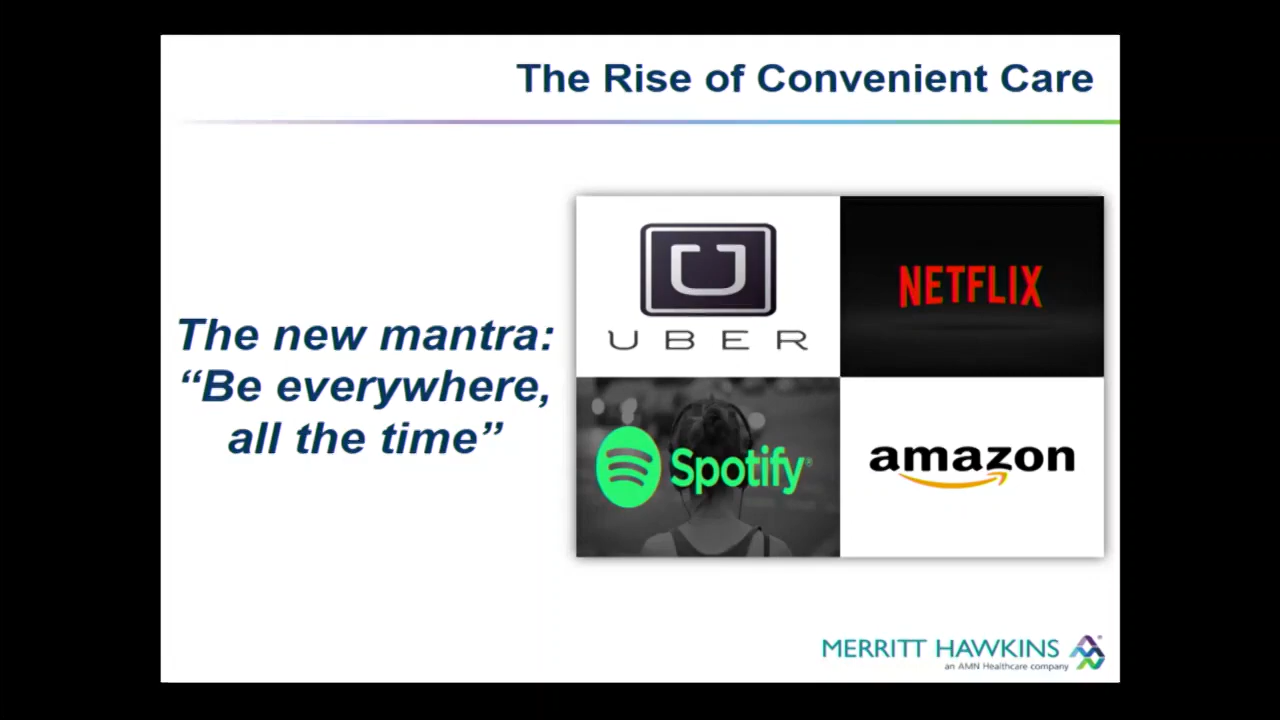 The Rise of Convenient Care
The new mantra:
“Be everywhere,
all the time”
U
UBER
NETFLIX
Spotify®
amazon
MERRITT HAWKINS
an AMN Healthcare company